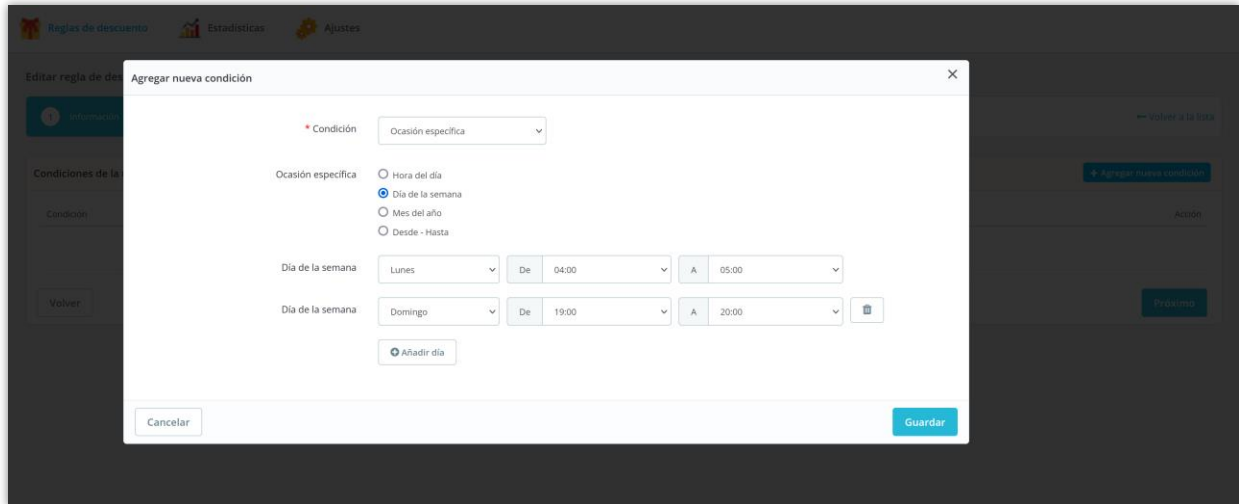 Reglas de descuento Estadísticas Ajustes
Editar regla de des
Agregar nueva condición
1 Información
← Volver a la lista
* Condición Ocasión específica
Condiciones de la
+ Agregar nueva condición
Ocasión específica Hora del día
Día de la semana
Mes del año
Desde - Hasta
Condición Acción
Día de la semana Lunes De 04:00 A 05:00
Volver Próximo
Día de la semana Domingo De 19:00 A 20:00
Añadir día
Cancelar Guardar